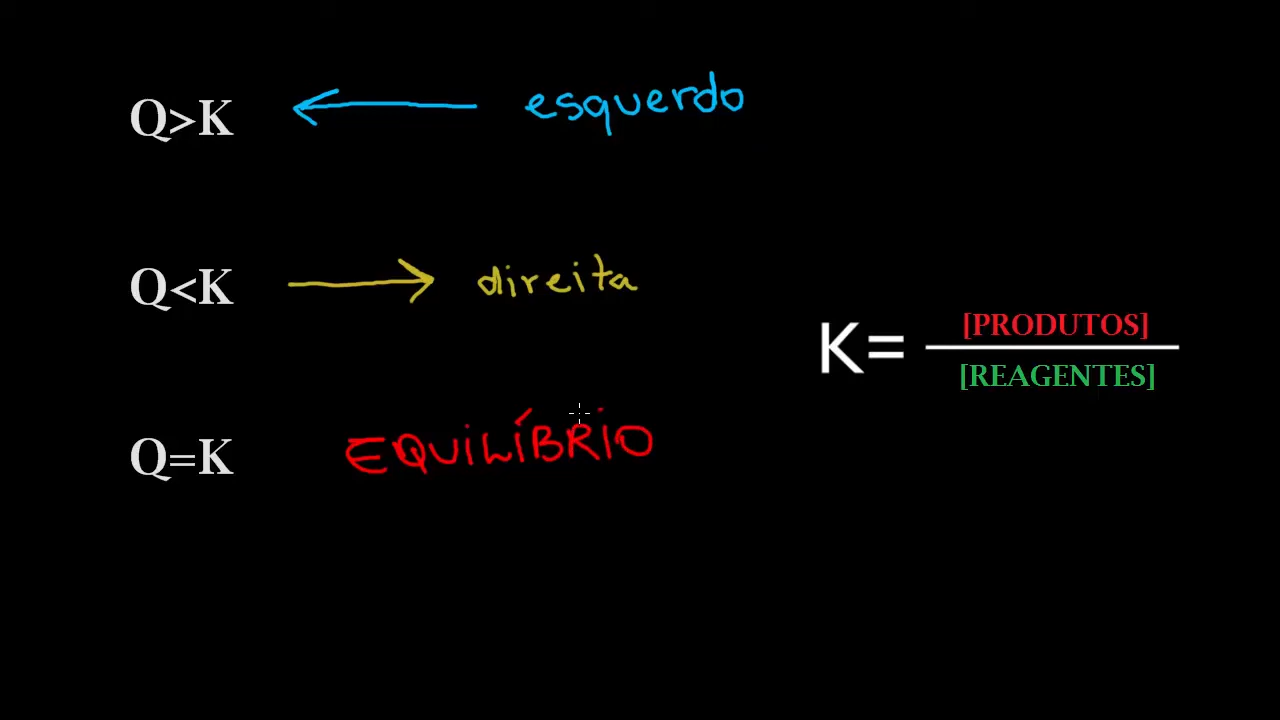 Q>K esquerdo
Q<K direita
K= [PRODUTOS]
[REAGENTES]
Q=K EQUILÍBRIO